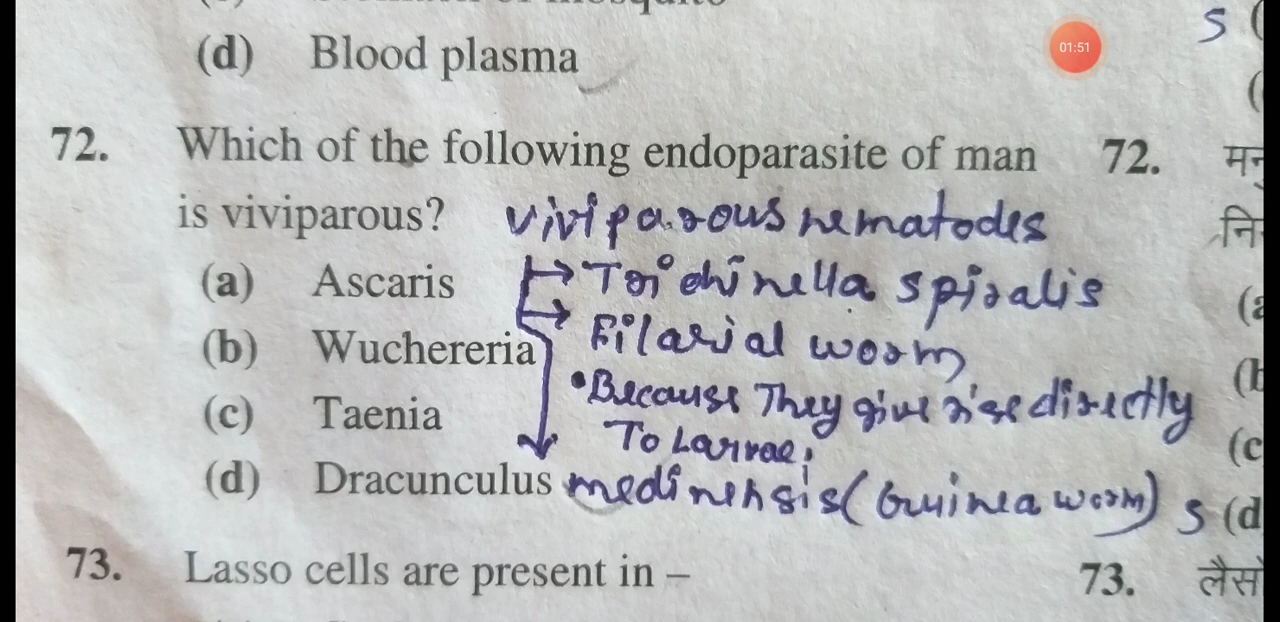 (d) Blood plasma
01:51
72. Which of the following endoparasite of man
is viviparous? viviparous nematodes
(a) Ascaris → Trichinella spiralis
(b) Wuchereria → Filarial worm
• Because They give rise directly
(c) Taenia To Larvae.
(d) Dracunculus medinensis (Guinea worm)
73. Lasso cells are present in –
S (
72. 
S (d
73. लैसो